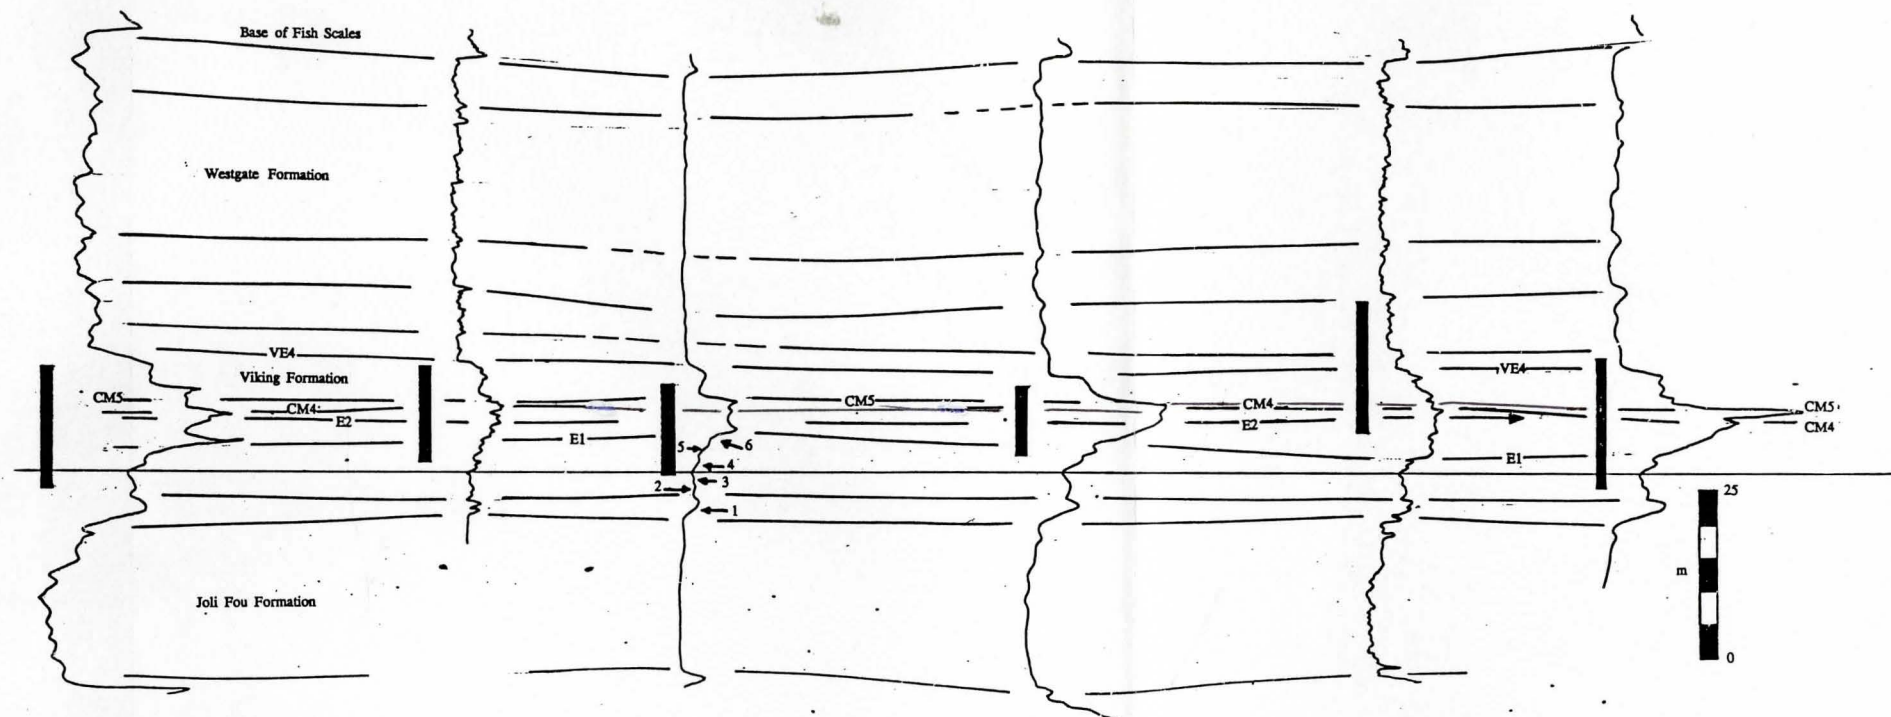 Base of Fish Scales
Westgate Formation
VE4
Viking Formation
CM5
CM4
E2
E1
CM5
5
6
4
3
2
1
CM4
E2
VE4
CM5
CM4
E1
25
m
0
Joli Fou Formation